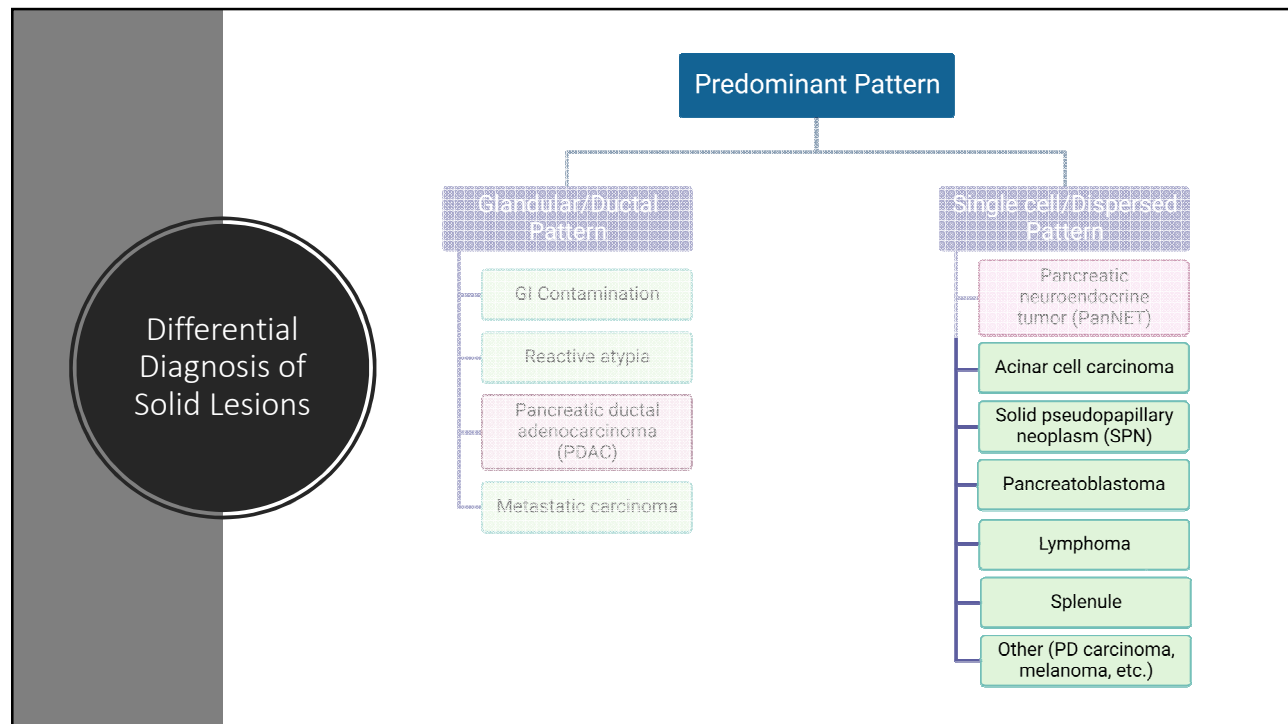 Differential
Diagnosis of
Solid Lesions
Predominant Pattern
Glandular/Ductal
Pattern
GI Contamination
Reactive atypia
Pancreatic ductal
adenocarcinoma
(PDAC)
Metastatic carcinoma
Single cell/Dispersed
Pattern
Pancreatic
neuroendocrine
tumor (PanNET)
Acinar cell carcinoma
Solid pseudopapillary
neoplasm (SPN)
Pancreatoblastoma
Lymphoma
Splenule
Other (PD carcinoma,
melanoma, etc.)